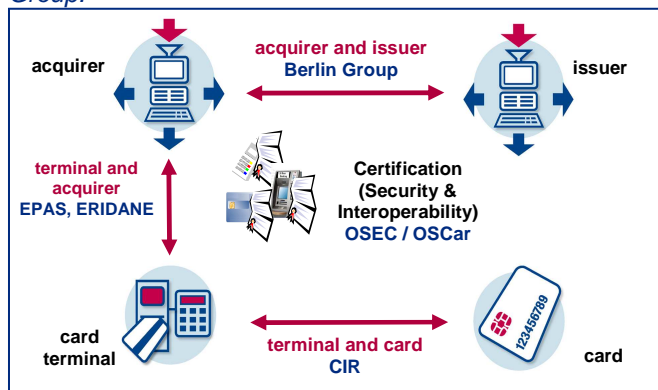 Group.
acquirer and issuer
Berlin Group
acquirer
issuer
terminal and
acquirer
EPAS, ERIDANE
Certification
(Security &
Interoperability)
OSEC / OSCar
card
terminal
terminal and card
CIR
123456789
card